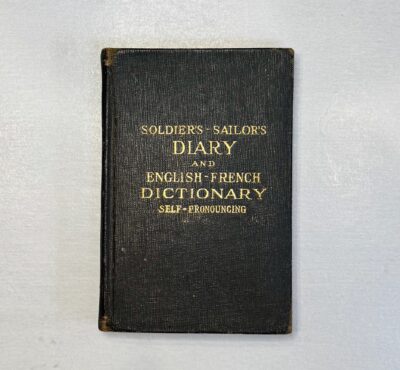 SOLDIER'S-SAILOR'S
DIARY
AND
ENGLISH-FRENCH
DICTIONARY
SELF-PRONOUNCING